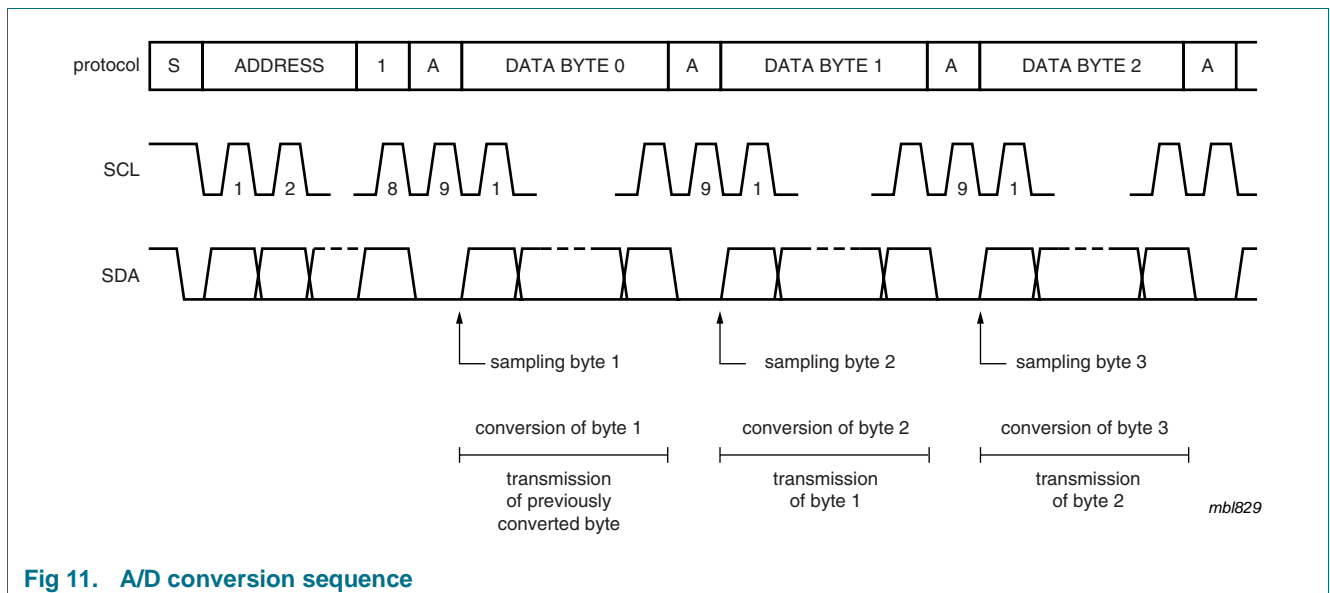 protocol S ADDRESS 1 A DATA BYTE 0 A DATA BYTE 1 A DATA BYTE 2 A
SCL 1 2 8 9 1 9 1 9 1
SDA
sampling byte 1 sampling byte 2 sampling byte 3
conversion of byte 1 conversion of byte 2 conversion of byte 3
transmission transmission transmission
of previously of byte 1 of byte 2
converted byte
mbl829
Fig 11. A/D conversion sequence